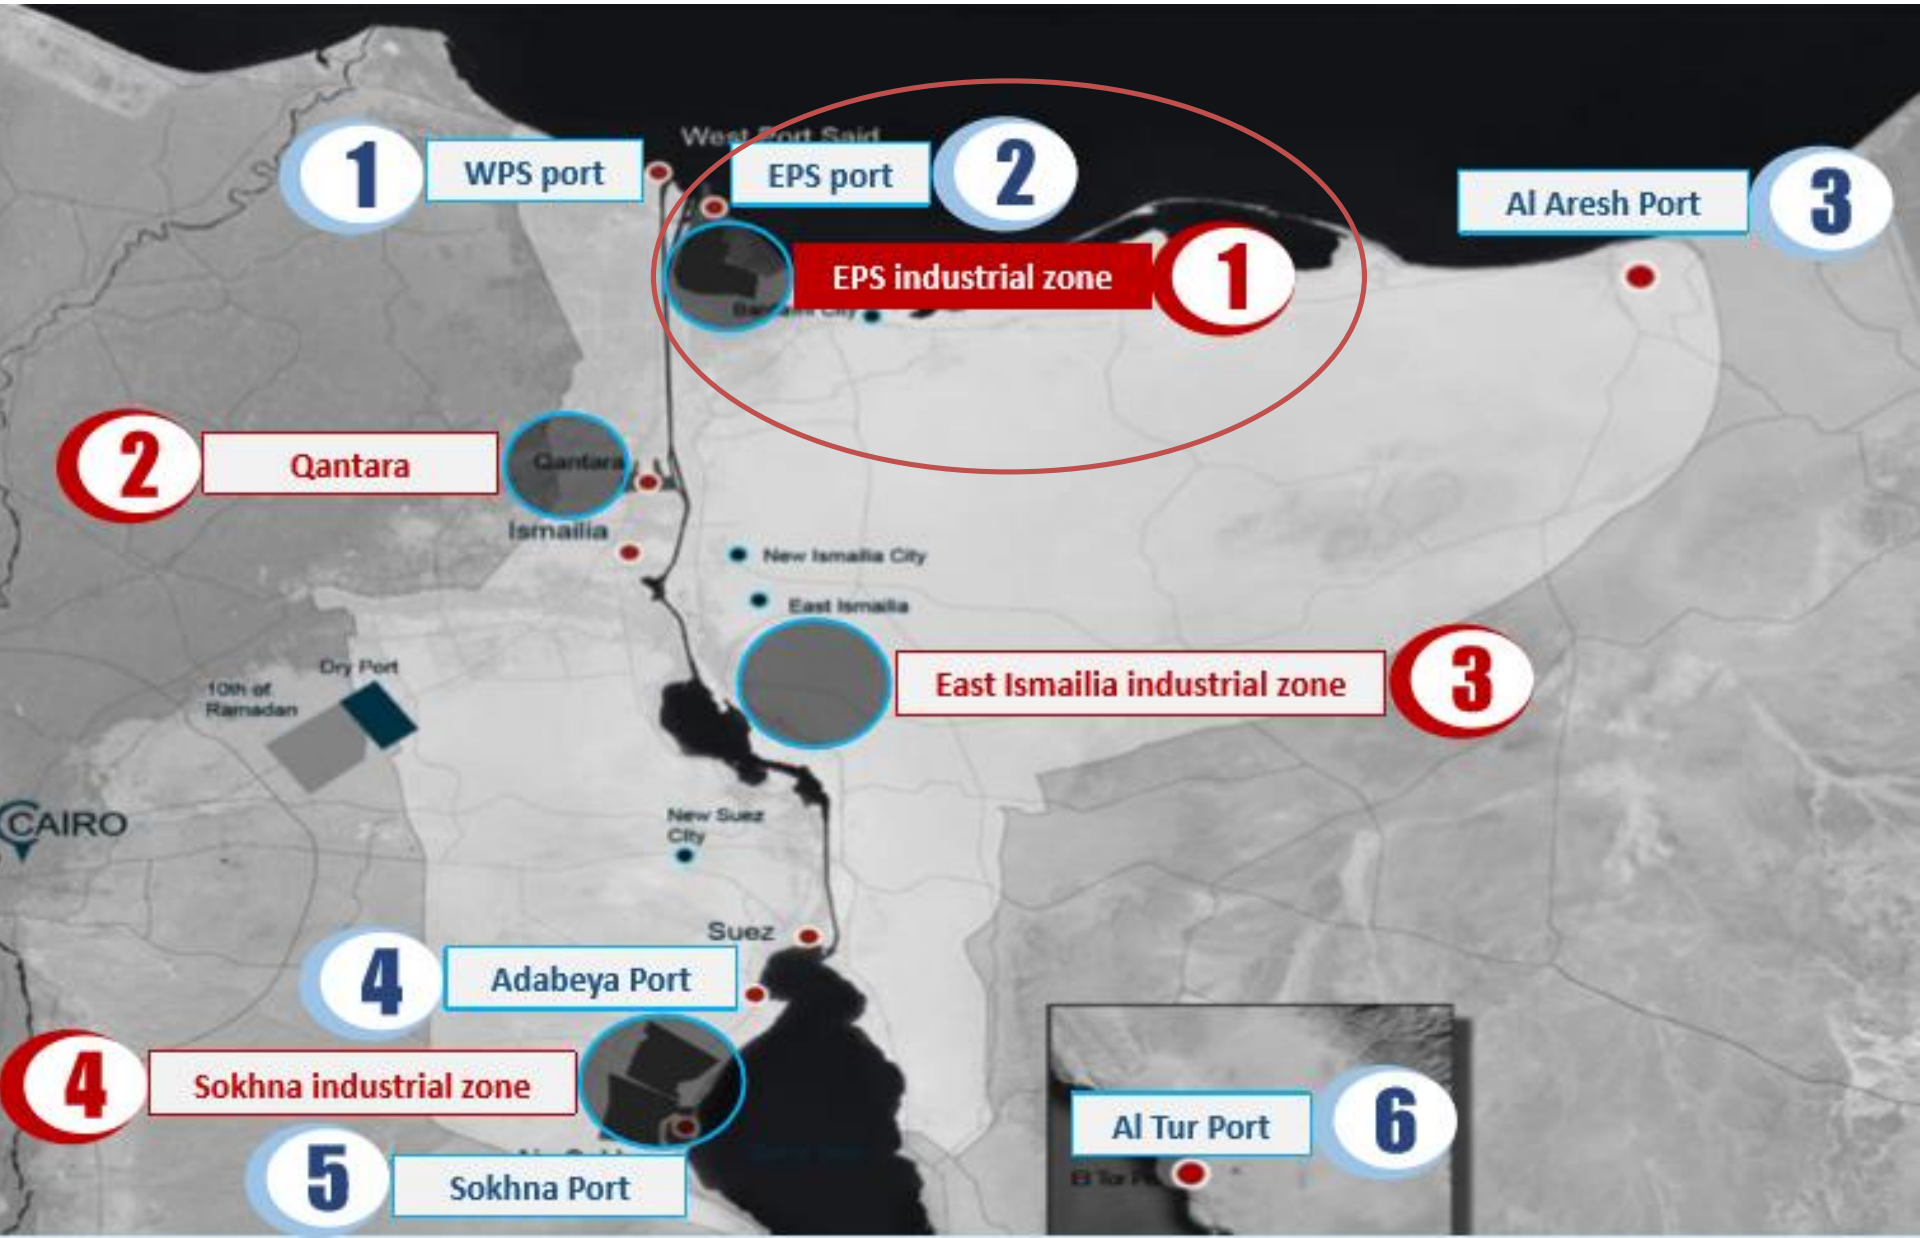 West Port Said
1
WPS port
EPS port
2
Al Aresh Port
3
EPS industrial zone
1
2
Qantara
Qantara
Ismailia
New Ismailia City
East Ismailia
East Ismailia industrial zone
3
Dry Port
10th of
Ramadan
CAIRO
New Suez
City
Suez
4
Adabeya Port
4
Sokhna industrial zone
5
Sokhna Port
Al Tur Port
6